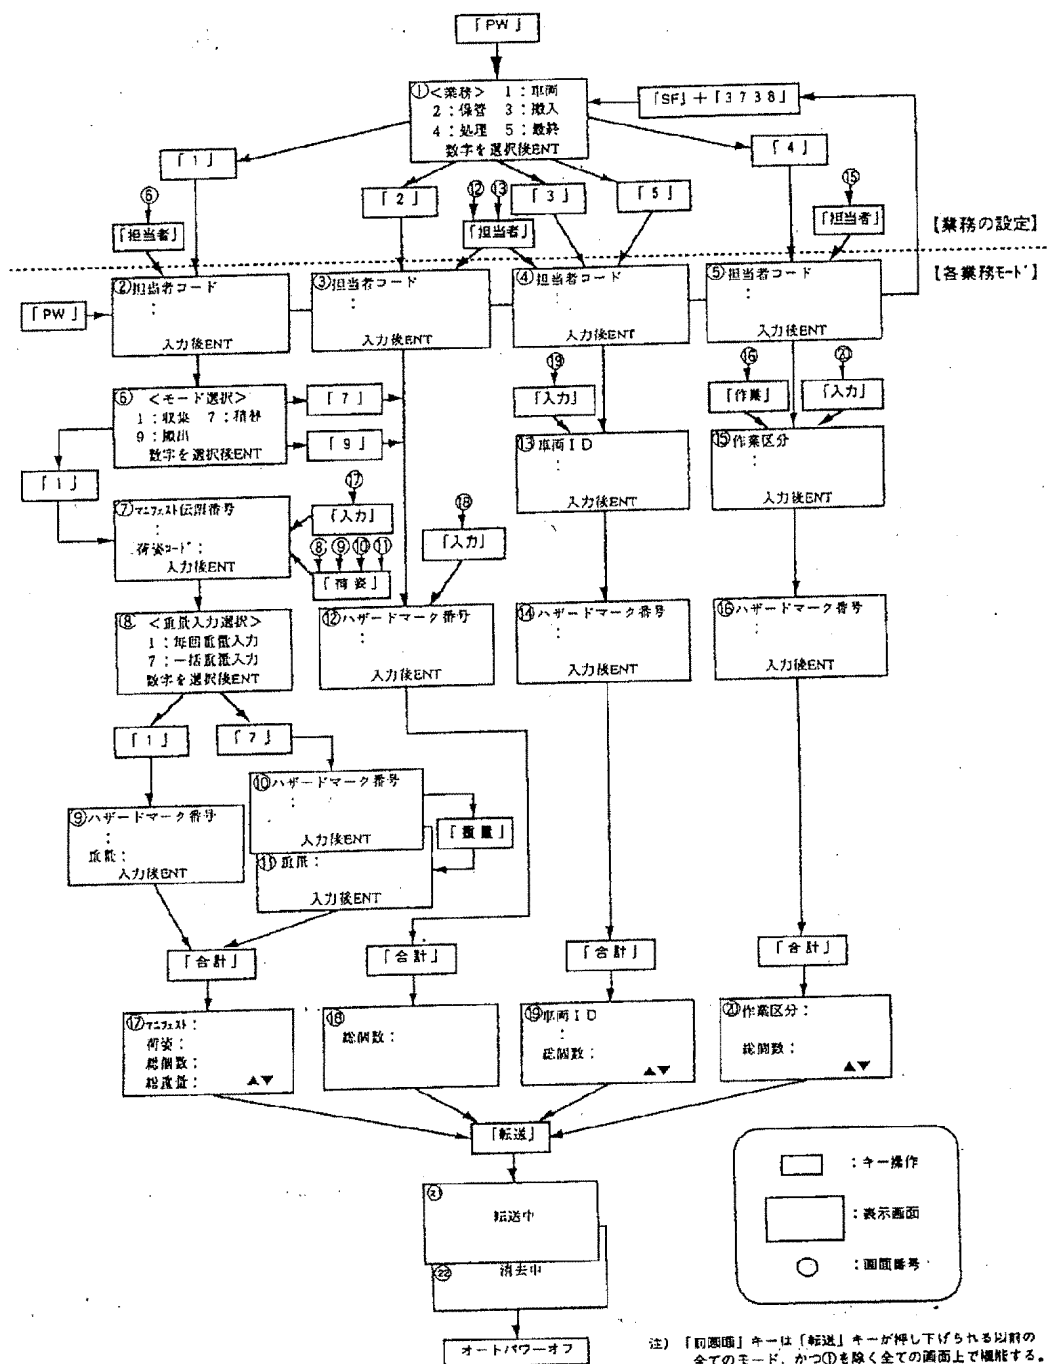 「PW」
①<業務> 1:車両
2:保管 3:搬入
4:処理 5:最終
数字を選択後ENT
「SF」+「3738」
「1」
「4」
「2」
「3」
「5」
⑥
⑫ ⑬
⑮
「担当者」
「担当者」
「担当者」
【業務の設定】
【各業務モード】
「PW」
②担当者コード
:
入力後ENT
③担当者コード
:
入力後ENT
④担当者コード
:
入力後ENT
⑤担当者コード
:
入力後ENT
⑥ <モード選択>
1:収集 7:積替
9:搬出
数字を選択後ENT
「7」
「9」
「1」
⑲
「入力」
⑯
「作業」
⑳
「入力」
⑬車両ID
:
入力後ENT
⑮作業区分
:
入力後ENT
⑦マニフェスト伝票番号
:
荷姿コード:
入力後ENT
⑰
「入力」
⑧ ⑨ ⑩ ⑪
「荷姿」
⑱
「入力」
⑧ <重量入力選択>
1:毎回重量入力
7:一括重量入力
数字を選択後ENT
⑫ハザードマーク番号
:
入力後ENT
⑭ハザードマーク番号
:
入力後ENT
⑯ハザードマーク番号
:
入力後ENT
「1」
「7」
⑨ハザードマーク番号
:
重量:
入力後ENT
⑩ハザードマーク番号
:
入力後ENT
「重量」
⑪重量:
入力後ENT
「合計」
「合計」
「合計」
「合計」
⑰マニフェスト:
荷姿:
総個数:
総重量: ▲▼
⑱
総個数:
⑲車両ID
:
総個数:
▲▼
⑳作業区分:
総個数:
▲▼
「転送」
㉑
転送中
㉒ 消去中
オートパワーオフ
:キー操作
:表示画面
:画面番号
注)「前画面」キーは「転送」キーが押し下げられる以前の
全てのモード、かつ①を除く全ての画面上で機能する。